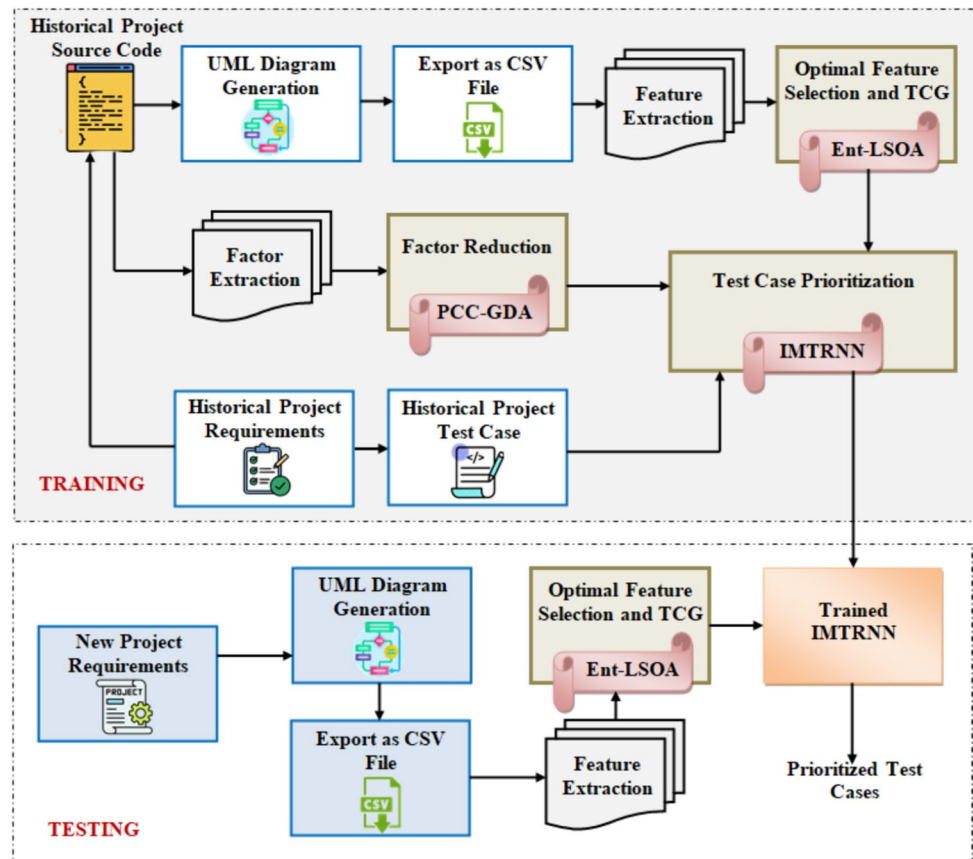 Historical Project
Source Code
UML Diagram
Generation
Export as CSV
File
CSV
Feature
Extraction
Optimal Feature
Selection and TCG
Ent-LSOA
Factor
Extraction
Factor Reduction
PCC-GDA
Test Case Prioritization
IMTRNN
Historical Project
Requirements
Historical Project
Test Case
</>
TRAINING
New Project
Requirements
PROJECT
UML Diagram
Generation
Export as CSV
File
CSV
Feature
Extraction
Optimal Feature
Selection and TCG
Ent-LSOA
Trained
IMTRNN
Prioritized Test
Cases
TESTING